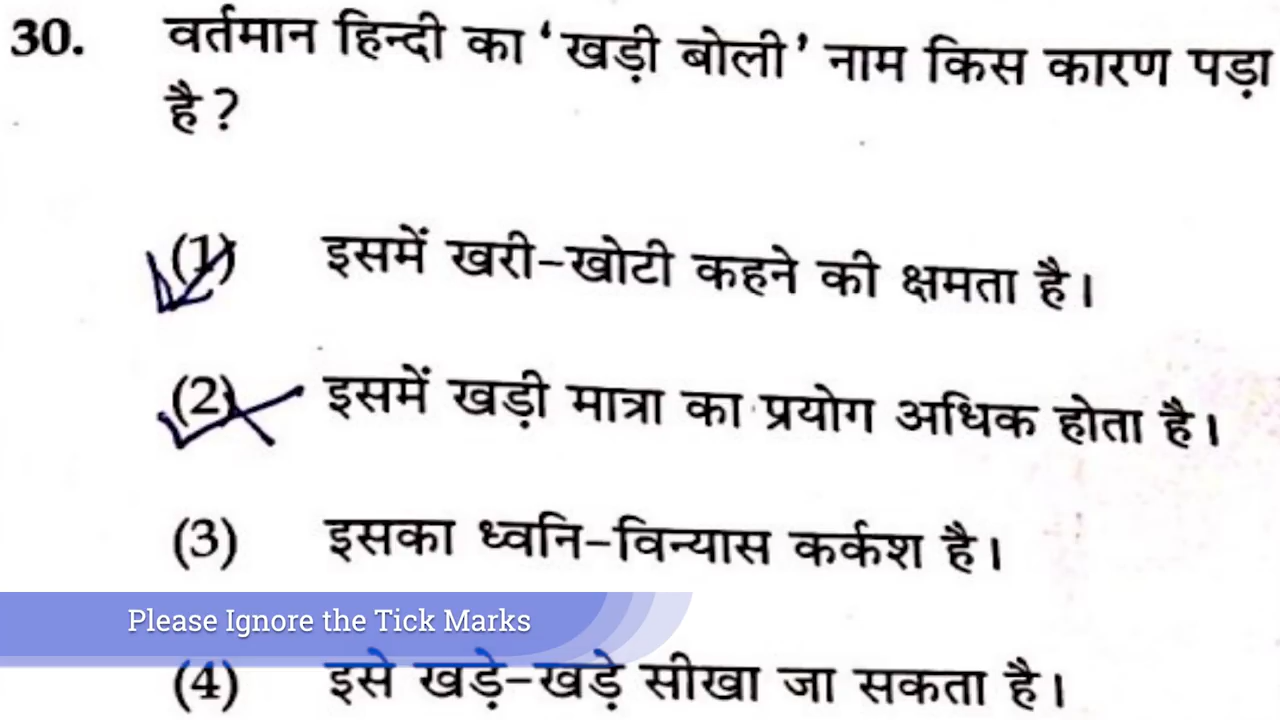 30. वर्तमान हिन्दी का ‘खड़ी बोली’ नाम किस कारण पड़ा
है?
(1) इसमें खरी-खोटी कहने की क्षमता है।
(2) इसमें खड़ी मात्रा का प्रयोग अधिक होता है।
(3) इसका ध्वनि-विन्यास कर्कश है।
Please Ignore the Tick Marks
(4) इसे खड़े-खड़े सीखा जा सकता है।